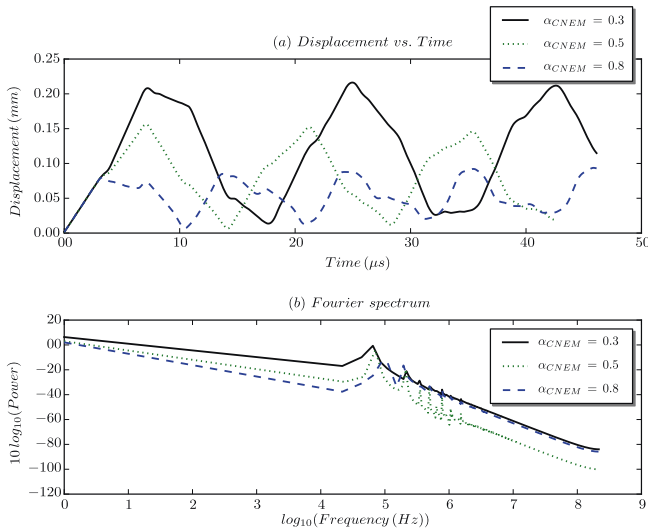 α_CNEM = 0.3
α_CNEM = 0.5
α_CNEM = 0.8
(a) Displacement vs. Time
Displacement (mm)
0.25
0.20
0.15
0.10
0.05
0.00
00 10 20 30 40 50
Time (μs)
(b) Fourier spectrum
α_CNEM = 0.3
α_CNEM = 0.5
α_CNEM = 0.8
10 log10(Power)
20
00
−20
−40
−60
−80
−100
−120
0 1 2 3 4 5 6 7 8 9
log10(Frequency (Hz))